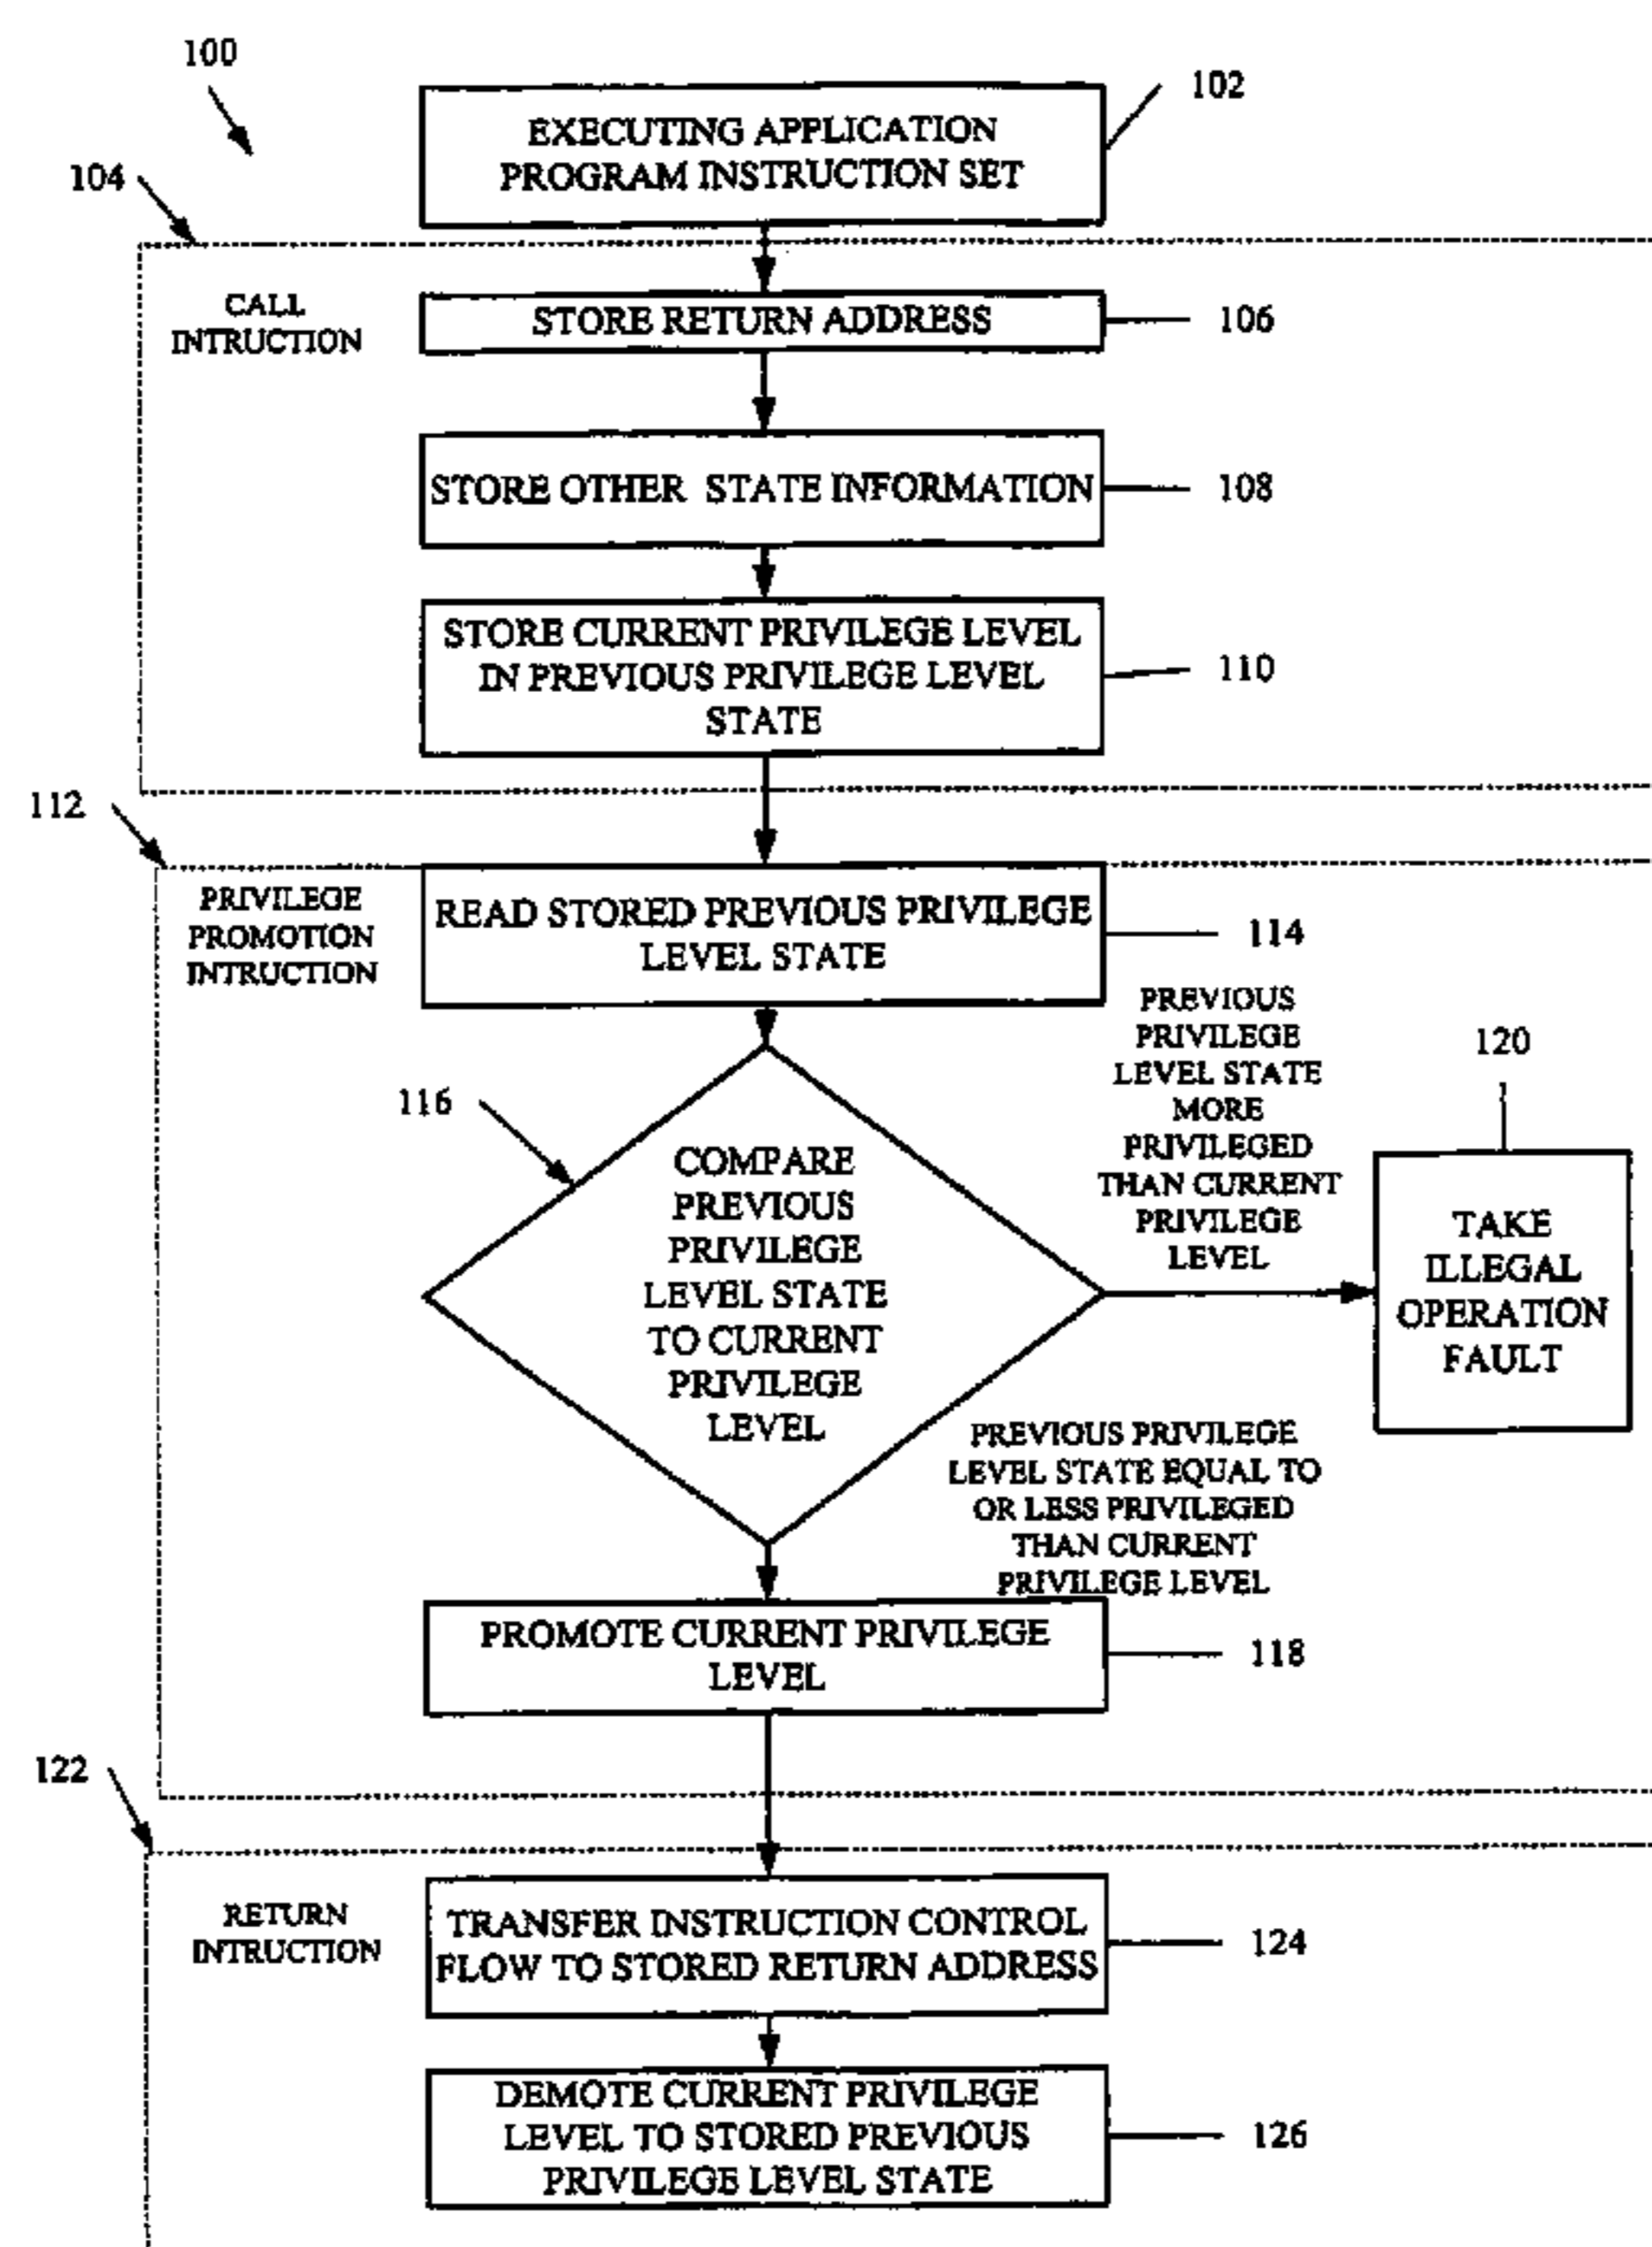 100
EXECUTING APPLICATION
PROGRAM INSTRUCTION SET
102
104
CALL
INTRUCTION
STORE RETURN ADDRESS
106
STORE OTHER STATE INFORMATION
108
STORE CURRENT PRIVILEGE LEVEL
IN PREVIOUS PRIVILEGE LEVEL
STATE
110
112
PRIVILEGE
PROMOTION
INTRUCTION
READ STORED PREVIOUS PRIVILEGE
LEVEL STATE
114
116
COMPARE
PREVIOUS
PRIVILEGE
LEVEL STATE
TO CURRENT
PRIVILEGE
LEVEL
PREVIOUS
PRIVILEGE
LEVEL STATE
MORE
PRIVILEGED
THAN CURRENT
PRIVILEGE
LEVEL
120
TAKE
ILLEGAL
OPERATION
FAULT
PREVIOUS PRIVILEGE
LEVEL STATE EQUAL TO
OR LESS PRIVILEGED
THAN CURRENT
PRIVILEGE LEVEL
PROMOTE CURRENT PRIVILEGE
LEVEL
118
122
RETURN
INTRUCTION
TRANSFER INSTRUCTION CONTROL
FLOW TO STORED RETURN ADDRESS
124
DEMOTE CURRENT PRIVILEGE
LEVEL TO STORED PREVIOUS
PRIVILEGE LEVEL STATE
126